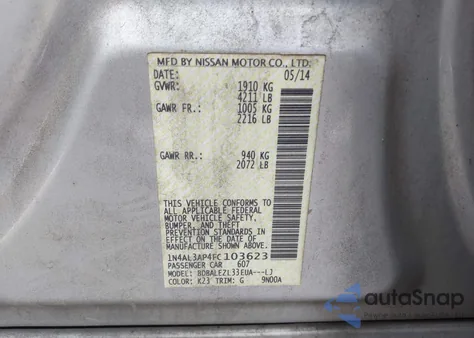 MFD BY NISSAN MOTOR CO., LTD.
DATE: 05/14
GVWR: 1910 KG
4211 LB
GAWR FR.: 1005 KG
2216 LB
GAWR RR.: 940 KG
2072 LB
THIS VEHICLE CONFORMS TO
ALL APPLICABLE FEDERAL
MOTOR VEHICLE SAFETY,
BUMPER, AND THEFT
PREVENTION STANDARDS IN
EFFECT ON THE DATE OF
MANUFACTURE SHOWN ABOVE.
1N4AL3AP4FC103623
PASSENGER CAR 607
MODEL: BDBALEZL33EUA---LJ
COLOR: K23 TRIM: G 9N00A
autoSnap
POWERED BY